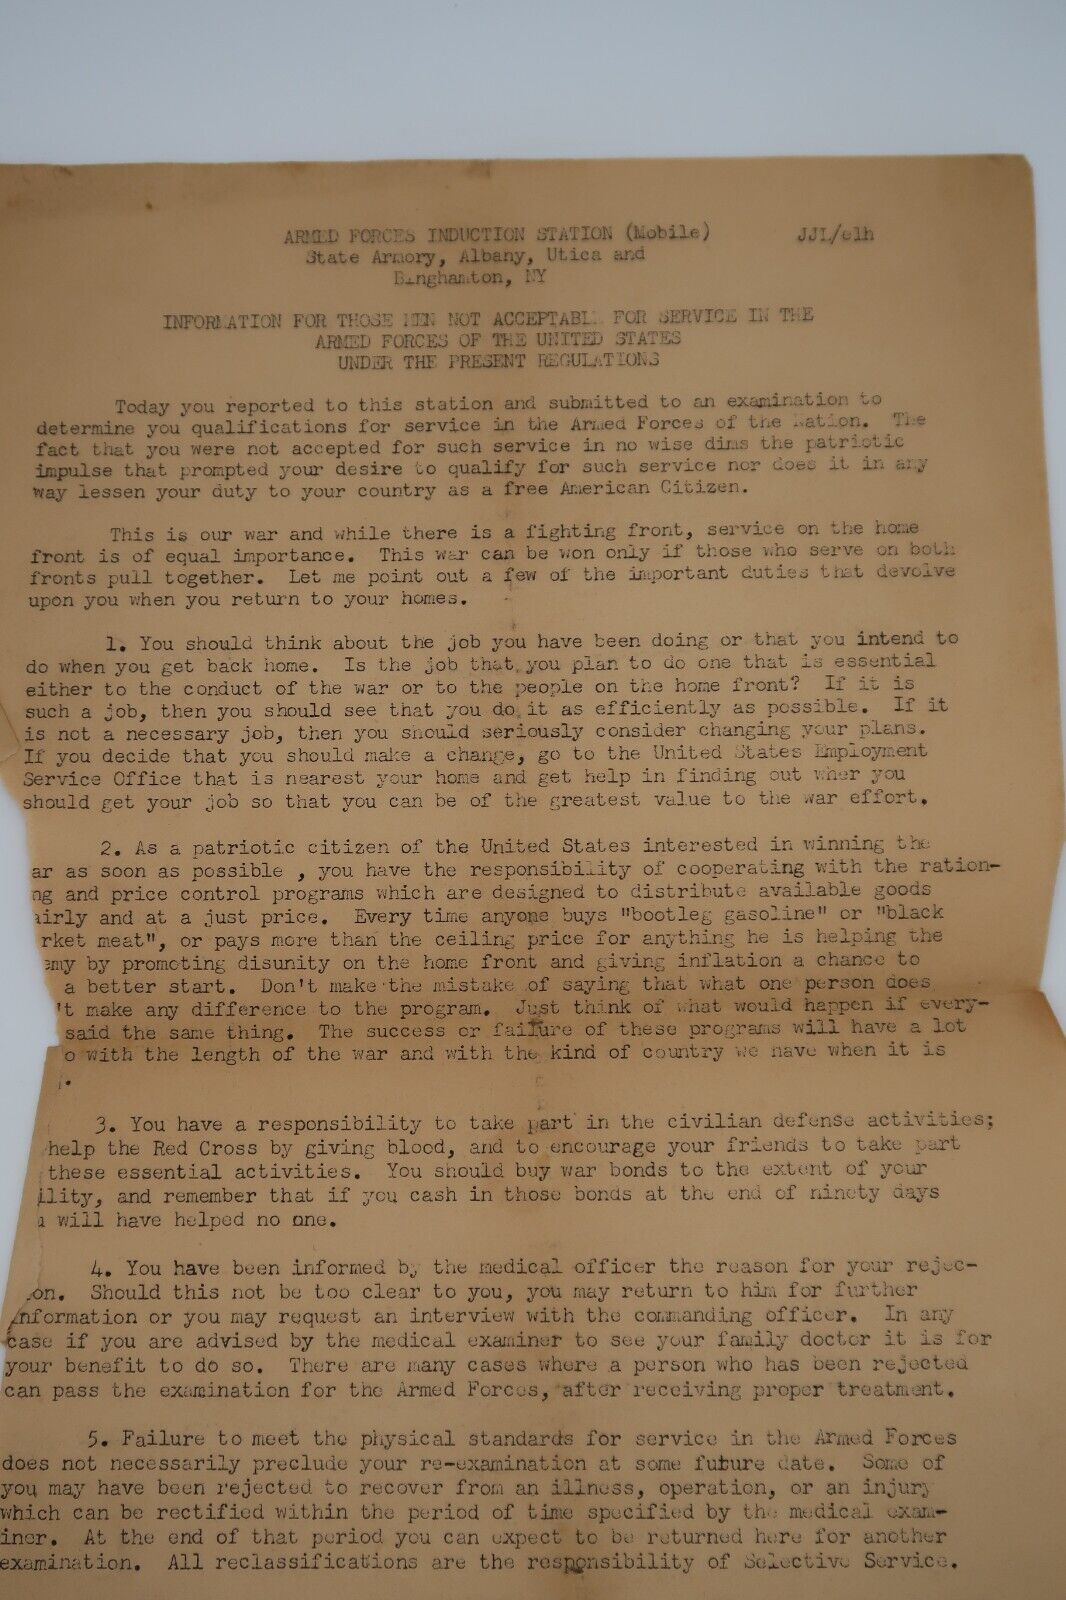 ARMED FORCES INDUCTION STATION (Mobile) JJL/elh
State Armory, Albany, Utica and
Binghamton, NY
INFORMATION FOR THOSE MEN NOT ACCEPTABLE FOR SERVICE IN THE
ARMED FORCES OF THE UNITED STATES
UNDER THE PRESENT REGULATIONS
Today you reported to this station and submitted to an examination to
determine you qualifications for service in the Armed Forces of the Nation. The
fact that you were not accepted for such service in no wise dims the patriotic
impulse that prompted your desire to qualify for such service nor does it in any
way lessen your duty to your country as a free American Citizen.
This is our war and while there is a fighting front, service on the home
front is of equal importance. This war can be won only if those who serve on both
fronts pull together. Let me point out a few of the important duties that devolve
upon you when you return to your homes.
1. You should think about the job you have been doing or that you intend to
do when you get back home. Is the job that you plan to do one that is essential
either to the conduct of the war or to the people on the home front? If it is
such a job, then you should see that you do it as efficiently as possible. If it
is not a necessary job, then you should seriously consider changing your plans.
If you decide that you should make a change, go to the United States Employment
Service Office that is nearest your home and get help in finding out wher you
should get your job so that you can be of the greatest value to the war effort.
2. As a patriotic citizen of the United States interested in winning the
ar as soon as possible , you have the responsibility of cooperating with the ration-
ng and price control programs which are designed to distribute available goods
airly and at a just price. Every time anyone buys "bootleg gasoline" or "black
rket meat", or pays more than the ceiling price for anything he is helping the
emy by promoting disunity on the home front and giving inflation a chance to
a better start. Don't make the mistake of saying that what one person does
't make any difference to the program. Just think of what would happen if every-
said the same thing. The success or failure of these programs will have a lot
o with the length of the war and with the kind of country we have when it is
.
3. You have a responsibility to take part in the civilian defense activities;
help the Red Cross by giving blood, and to encourage your friends to take part
these essential activities. You should buy war bonds to the extent of your
ility, and remember that if you cash in those bonds at the end of ninety days
u will have helped no one.
4. You have been informed by the medical officer the reason for your rejec-
on. Should this not be too clear to you, you may return to him for further
nformation or you may request an interview with the commanding officer. In any
case if you are advised by the medical examiner to see your family doctor it is for
your benefit to do so. There are many cases where a person who has been rejected
can pass the examination for the Armed Forces, after receiving proper treatment.
5. Failure to meet the physical standards for service in the Armed Forces
does not necessarily preclude your re-examination at some future date. Some of
you may have been rejected to recover from an illness, operation, or an injury
which can be rectified within the period of time specified by the medical exam-
iner. At the end of that period you can expect to be returned here for another
examination. All reclassifications are the responsibility of Selective Service.